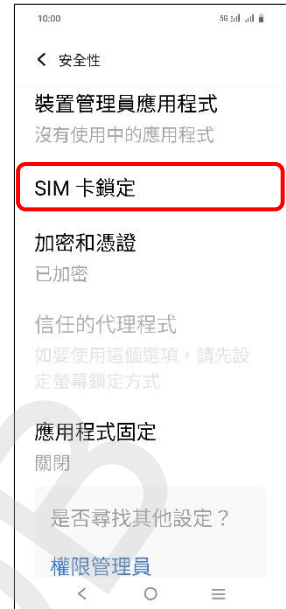 10:00
5G
安全性
裝置管理員應用程式
沒有使用中的應用程式
SIM 卡鎖定
加密和憑證
已加密
信任的代理程式
如要使用這個選項，請先設
定螢幕鎖定方式
應用程式固定
關閉
是否尋找其他設定？
權限管理員